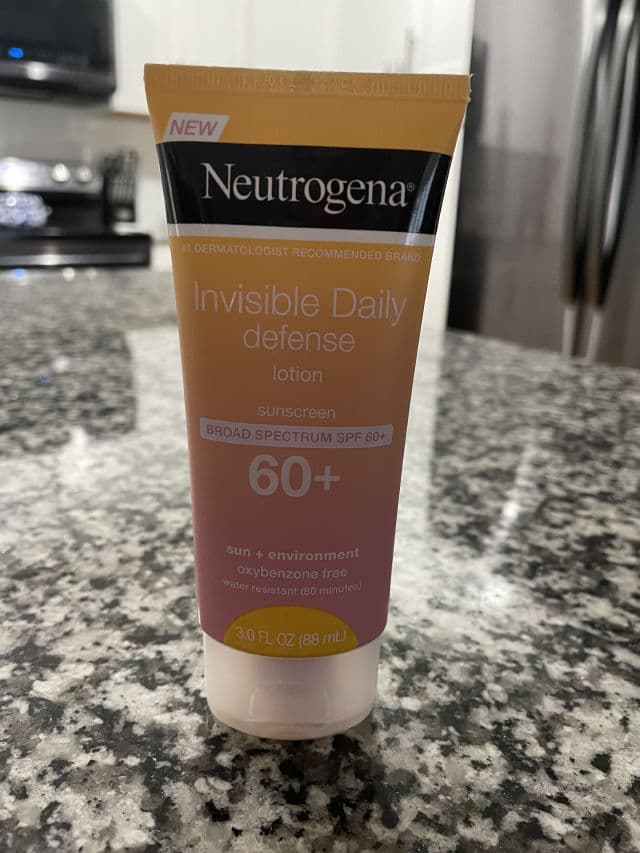 NEW
Neutrogena®
#1 DERMATOLOGIST RECOMMENDED BRAND
Invisible Daily
defense
lotion
sunscreen
BROAD SPECTRUM SPF 60+
60+
sun + environment
oxybenzone free
water resistant (80 minutes)
3.0 FL OZ (88 mL)